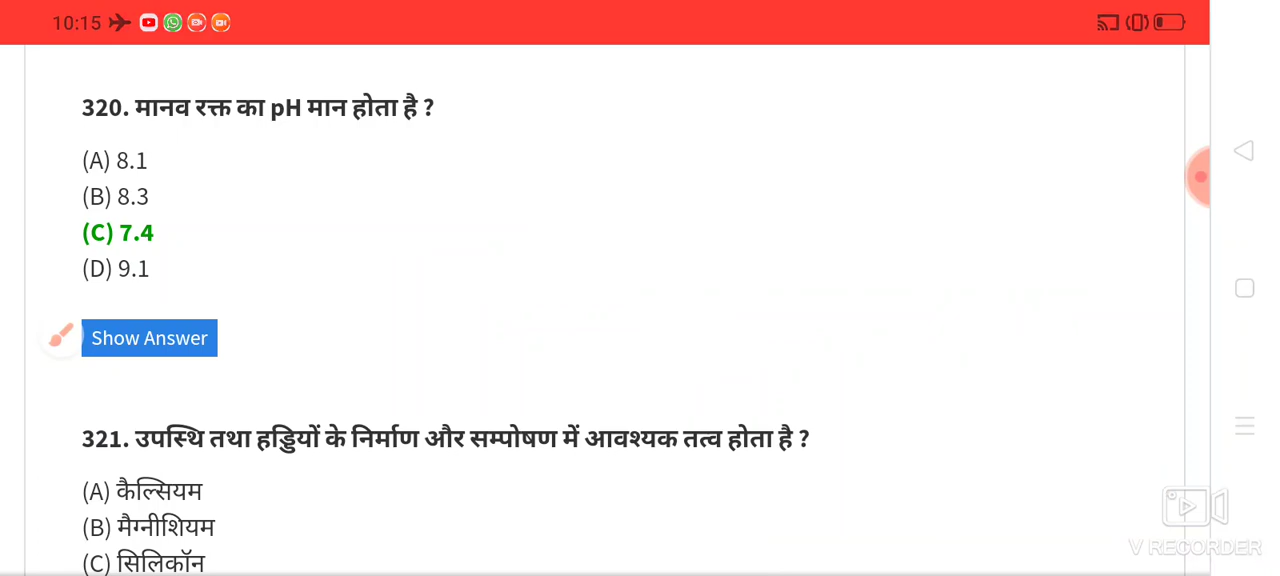 10:15
320. मानव रक्त का pH मान होता है ?
(A) 8.1
(B) 8.3
(C) 7.4
(D) 9.1
Show Answer
321. उपस्थि तथा हड्डियों के निर्माण और सम्पोषण में आवश्यक तत्व होता है ?
(A) कैल्सियम
(B) मैग्नीशियम
(C) सिलिकॉन
V RECORDER